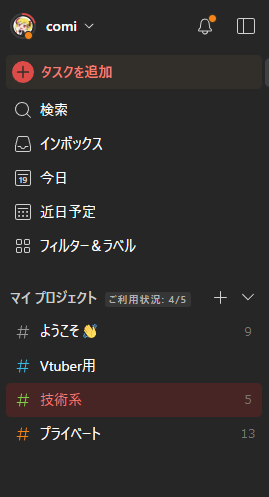 comi
タスクを追加
検索
インボックス
19 今日
近日予定
フィルター＆ラベル
マイ プロジェクト ご利用状況: 4/5
# ようこそ👋 9
# Vtuber用
# 技術系 5
# プライベート 13